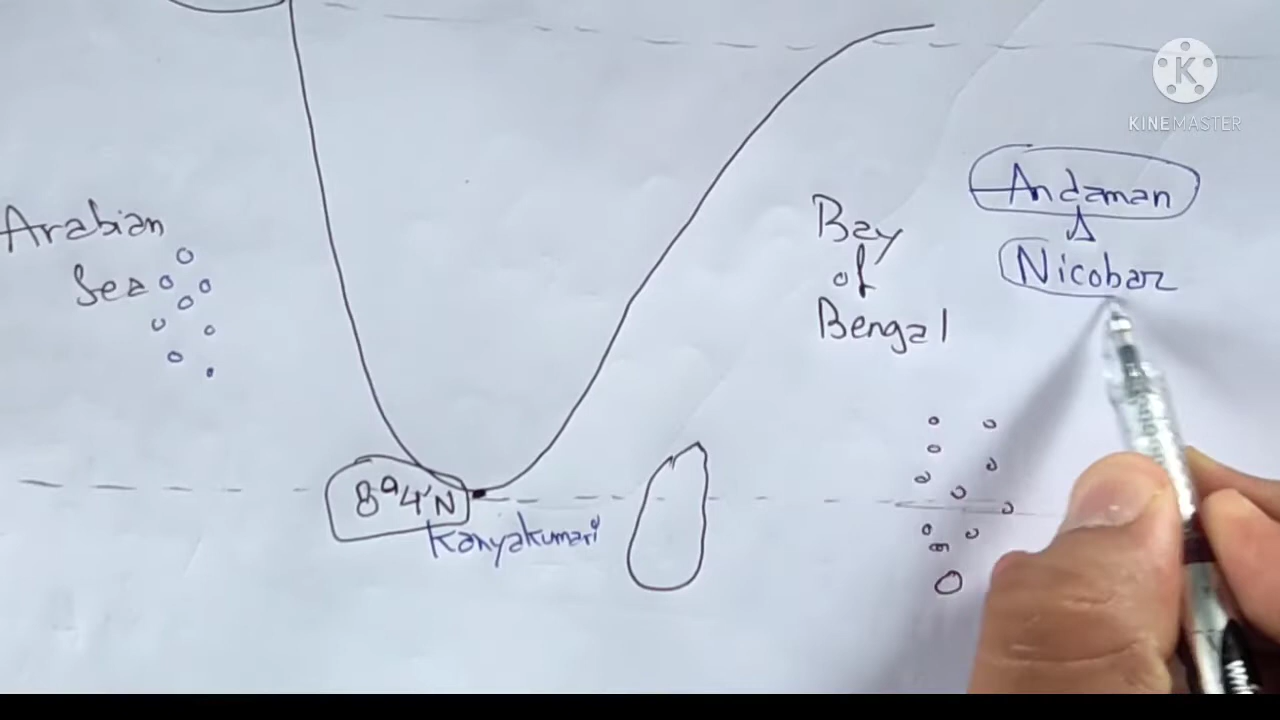 Arabian
Sea
Bay
of
Bengal
Andaman
&
Nicobar
8°4'N
Kanyakumari
K
KINEMASTER